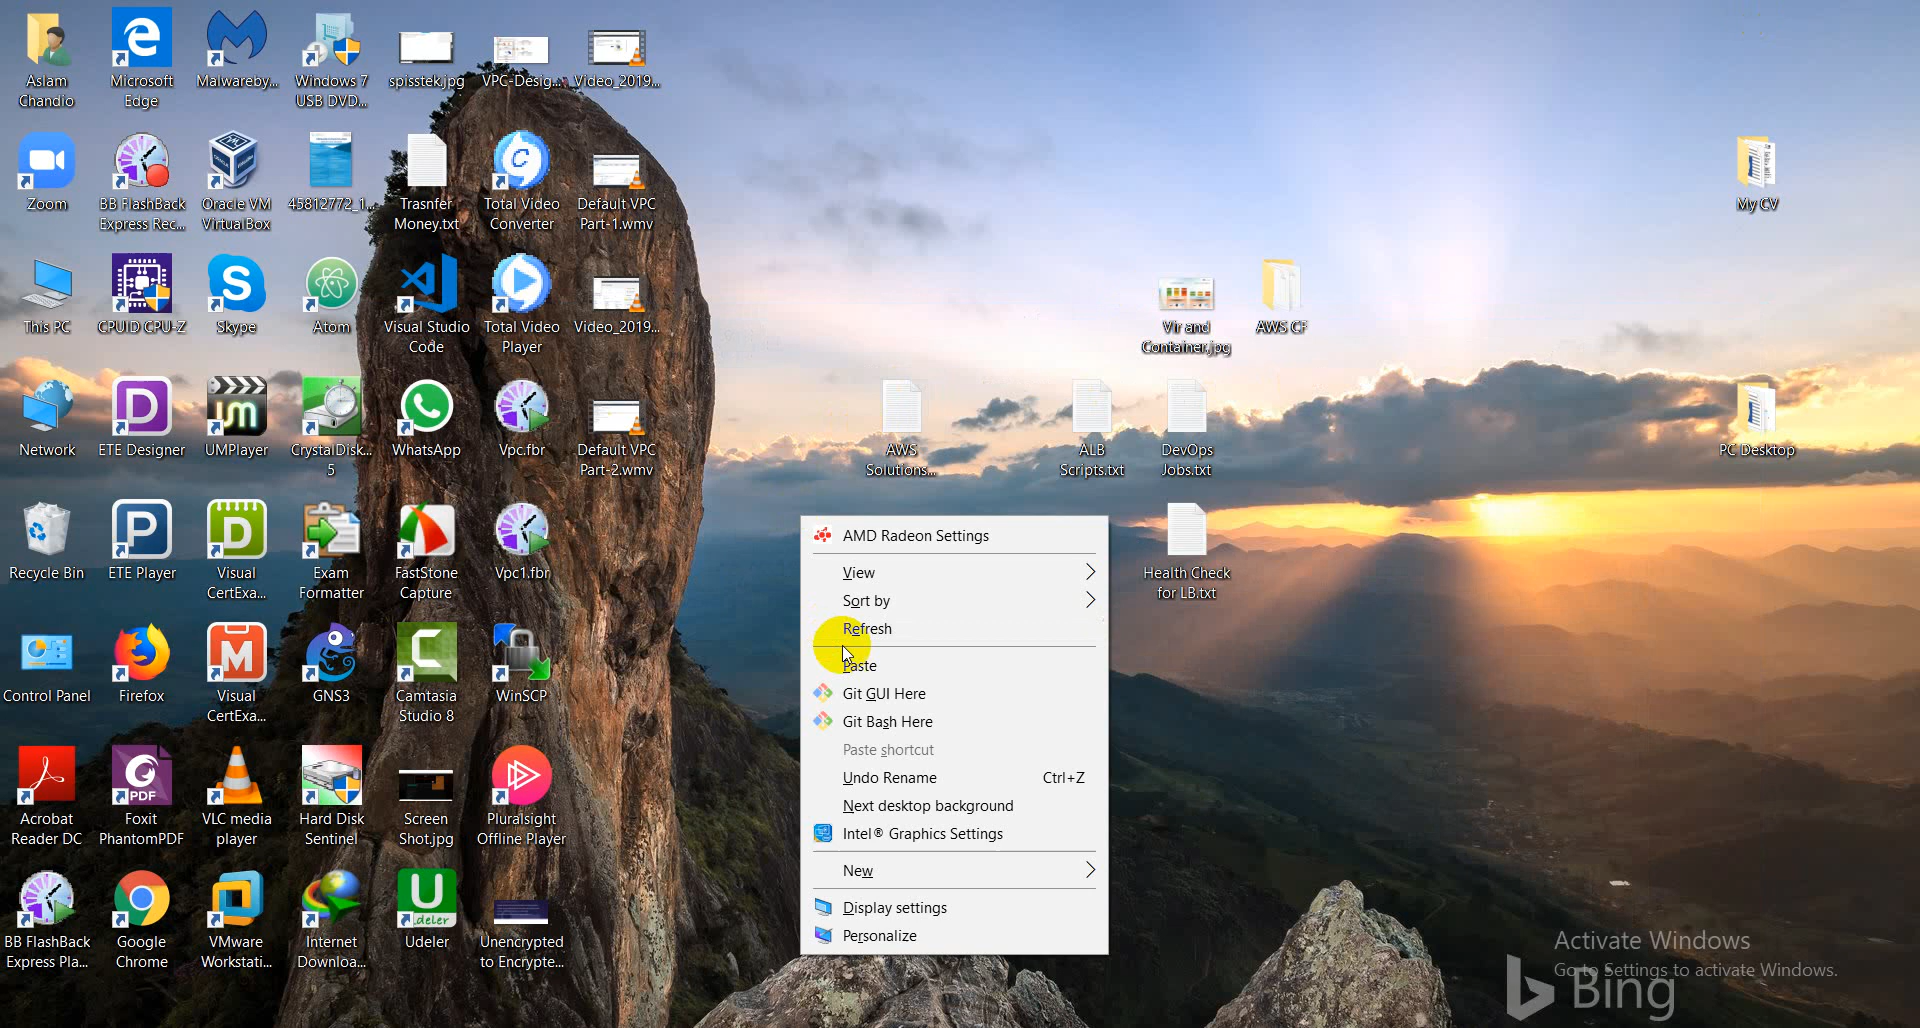 Aslam
Chandio
Microsoft
Edge
Malwareby...
Windows 7
USB DVD...
spisstek.jpg
VPC-Desig...
Video_2019...
Zoom
BB FlashBack
Express Rec...
Oracle VM
VirtualBox
45812772_1...
Trasnfer
Money.txt
Total Video
Converter
Default VPC
Part-1.wmv
My CV
This PC
CPUID CPU-Z
Skype
Atom
Visual Studio
Code
Total Video
Player
Video_2019...
Vir and
Container.jpg
AWS CF
Network
ETE Designer
UMPlayer
CrystalDisk...
5
WhatsApp
Vpc.fbr
Default VPC
Part-2.wmv
AWS
Solutions...
ALB
Scripts.txt
DevOps
Jobs.txt
PC Desktop
Recycle Bin
ETE Player
Visual
CertExa...
Exam
Formatter
FastStone
Capture
Vpc1.fbr
Health Check
for LB.txt
Control Panel
Firefox
Visual
CertExa...
GNS3
Camtasia
Studio 8
WinSCP
Acrobat
Reader DC
PDF
Foxit
PhantomPDF
VLC media
player
Hard Disk
Sentinel
Screen
Shot.jpg
Pluralsight
Offline Player
BB FlashBack
Express Pla...
Google
Chrome
VMware
Workstati...
Internet
Downloa...
Udeler
Unencrypted
to Encrypte...
AMD Radeon Settings
View
Sort by
Refresh
Paste
Git GUI Here
Git Bash Here
Paste shortcut
Undo Rename Ctrl+Z
Next desktop background
Intel® Graphics Settings
New
Display settings
Personalize
Activate Windows
Go to Settings to activate Windows.
Bing